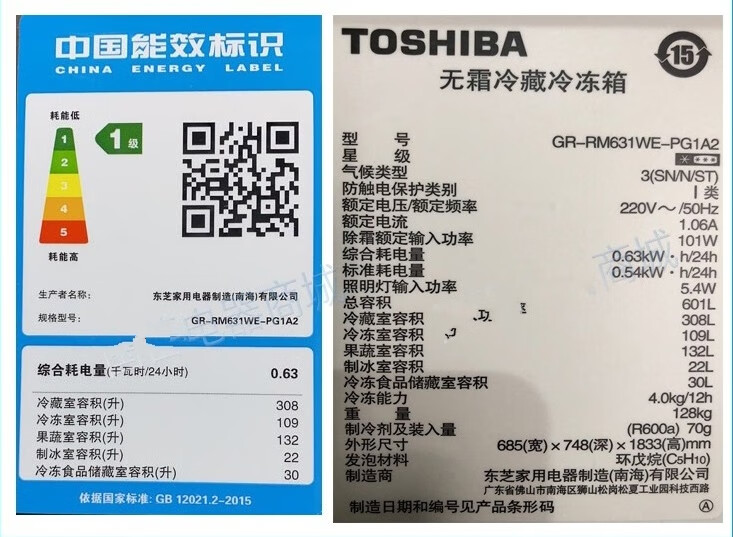 中国能效标识
CHINA ENERGY LABEL
耗能低
1
2
3
4
5
耗能高
1级
生产者名称:
东芝家用电器制造(南海)有限公司
规格型号:
GR-RM631WE-PG1A2
综合耗电量(千瓦时/24小时) 0.63
冷藏室容积(升) 308
冷冻室容积(升) 109
果蔬室容积(升) 132
制冰室容积(升) 22
冷冻食品储藏室容积(升) 30
依据国家标准: GB 12021.2-2015
TOSHIBA
15
无霜冷藏冷冻箱
型 号 GR-RM631WE-PG1A2
星 级
气候类型 3(SN/N/ST)
防触电保护类别 I 类
额定电压/额定频率 220V～/50Hz
额定电流 1.06A
除霜额定输入功率 101W
综合耗电量 0.63kW·h/24h
标准耗电量 0.54kW·h/24h
照明灯输入功率 5.4W
总容积 601L
冷藏室容积 308L
冷冻室容积 109L
果蔬室容积 132L
制冰室容积 22L
冷冻食品储藏室容积 30L
冷冻能力 4.0kg/12h
重 量 128kg
制冷剂及装入量 (R600a) 70g
外形尺寸 685(宽)×748(深)×1833(高)mm
发泡材料 环戊烷(C5H10)
制造商 东芝家用电器制造(南海)有限公司
广东省佛山市南海区狮山松岗松夏工业园科技西路
制造日期和编号见产品条形码 Ⓐ
电器商城
商城